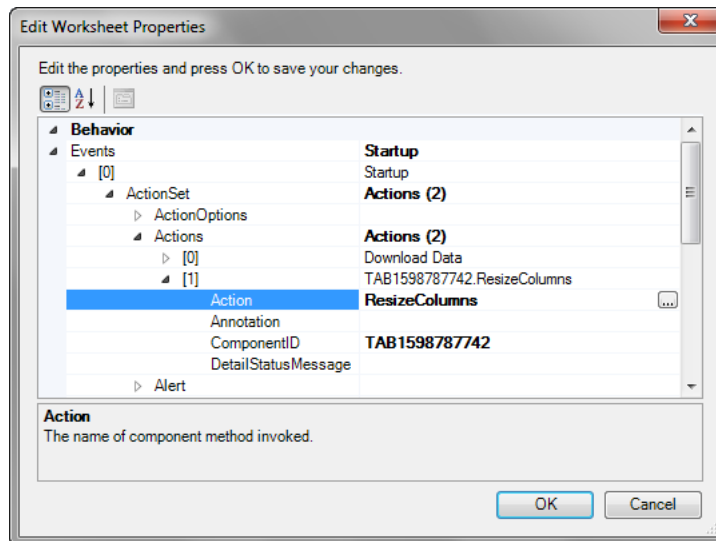 Edit Worksheet Properties
Edit the properties and press OK to save your changes.
Behavior
Events Startup
[0] Startup
ActionSet Actions (2)
ActionOptions
Actions Actions (2)
[0] Download Data
[1] TAB1598787742.ResizeColumns
Action ResizeColumns ...
Annotation
ComponentID TAB1598787742
DetailStatusMessage
Alert
Action
The name of component method invoked.
OK Cancel